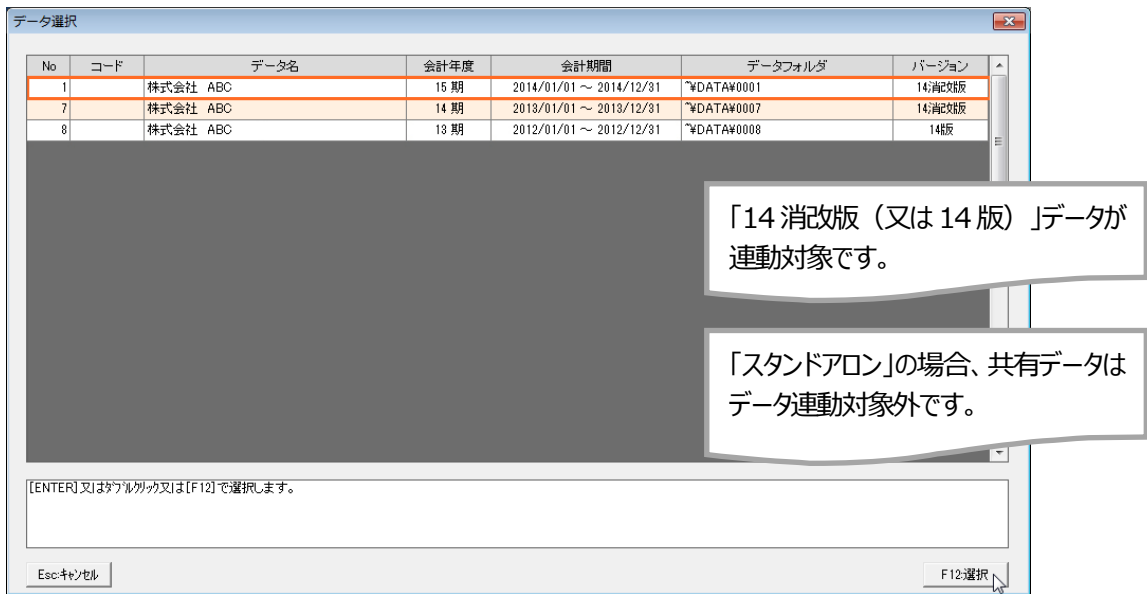 データ選択
No コード データ名 会計年度 会計期間 データフォルダ バージョン
1 株式会社 ABC 15 期 2014/01/01 ~ 2014/12/31 ~¥DATA¥0001 14消改版
7 株式会社 ABC 14 期 2013/01/01 ~ 2013/12/31 ~¥DATA¥0007 14消改版
8 株式会社 ABC 13 期 2012/01/01 ~ 2012/12/31 ~¥DATA¥0008 14版
「14 消改版（又は 14 版）」データが
連動対象です。
「スタンドアロン」の場合、共有データは
データ連動対象外です。
[ENTER]又はﾀﾞﾌﾞﾙｸﾘｯｸ又は[F12]で選択します。
Esc:ｷｬﾝｾﾙ F12:選択